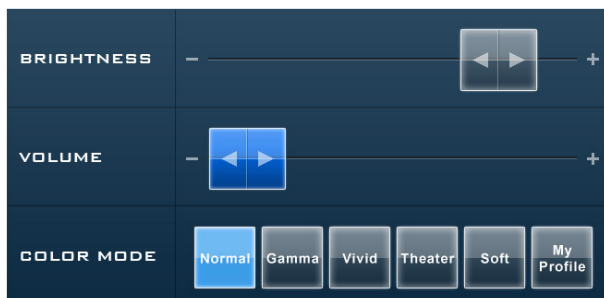 BRIGHTNESS - +
VOLUME - +
COLOR MODE Normal Gamma Vivid Theater Soft My Profile